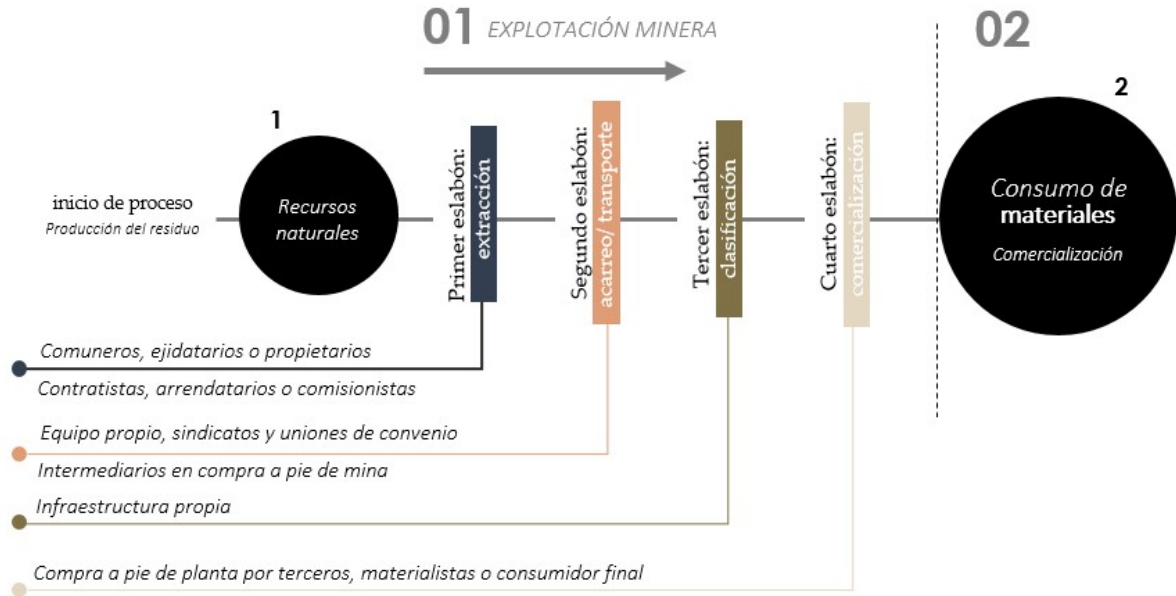 01 EXPLOTACIÓN MINERA
02
1
2
inicio de proceso
Producción del residuo
Recursos
naturales
Primer eslabón:
extracción
Segundo eslabón:
acarreo/ transporte
Tercer eslabón:
clasificación
Cuarto eslabón:
comercialización
Consumo de
materiales
Comercialización
Comuneros, ejidatarios o propietarios
Contratistas, arrendatarios o comisionistas
Equipo propio, sindicatos y uniones de convenio
Intermediarios en compra a pie de mina
Infraestructura propia
Compra a pie de planta por terceros, materialistas o consumidor final